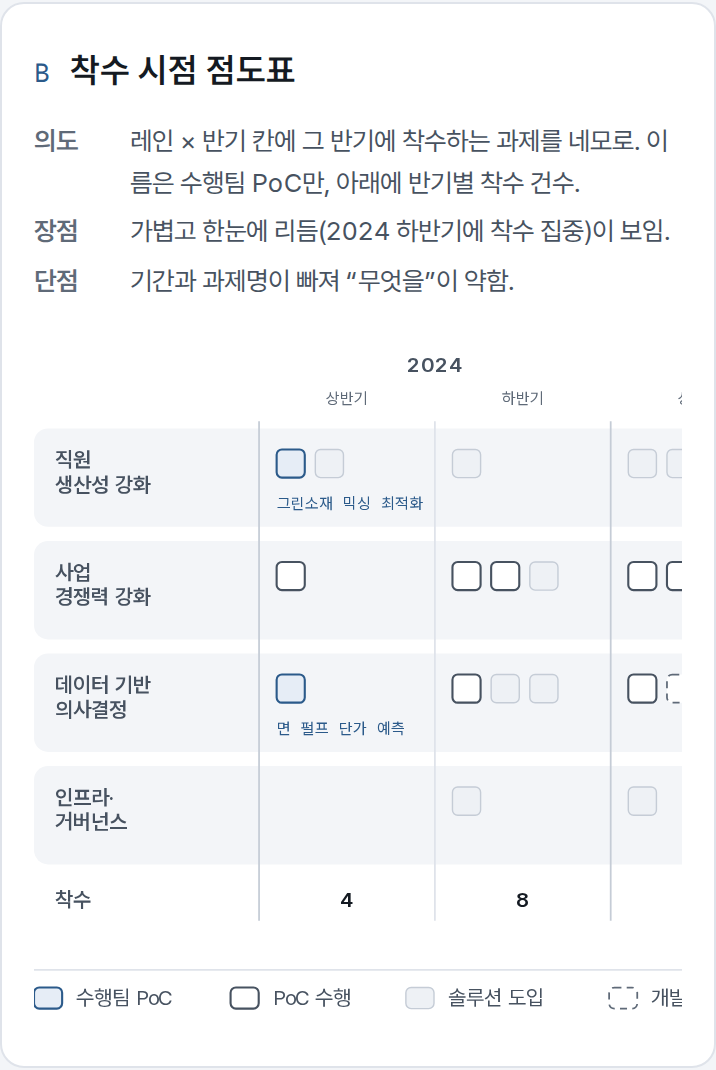 B 착수 시점 점도표
의도 레인 × 반기 칸에 그 반기에 착수하는 과제를 네모로. 이
름은 수행팀 PoC만, 아래에 반기별 착수 건수.
장점 가볍고 한눈에 리듬(2024 하반기에 착수 집중)이 보임.
단점 기간과 과제명이 빠져 “무엇을”이 약함.
2024
상반기 하반기
직원
생산성 강화
그린소재 믹싱 최적화
사업
경쟁력 강화
데이터 기반
의사결정
면 펄프 단가 예측
인프라·
거버넌스
착수 4 8
수행팀 PoC PoC 수행 솔루션 도입 개발